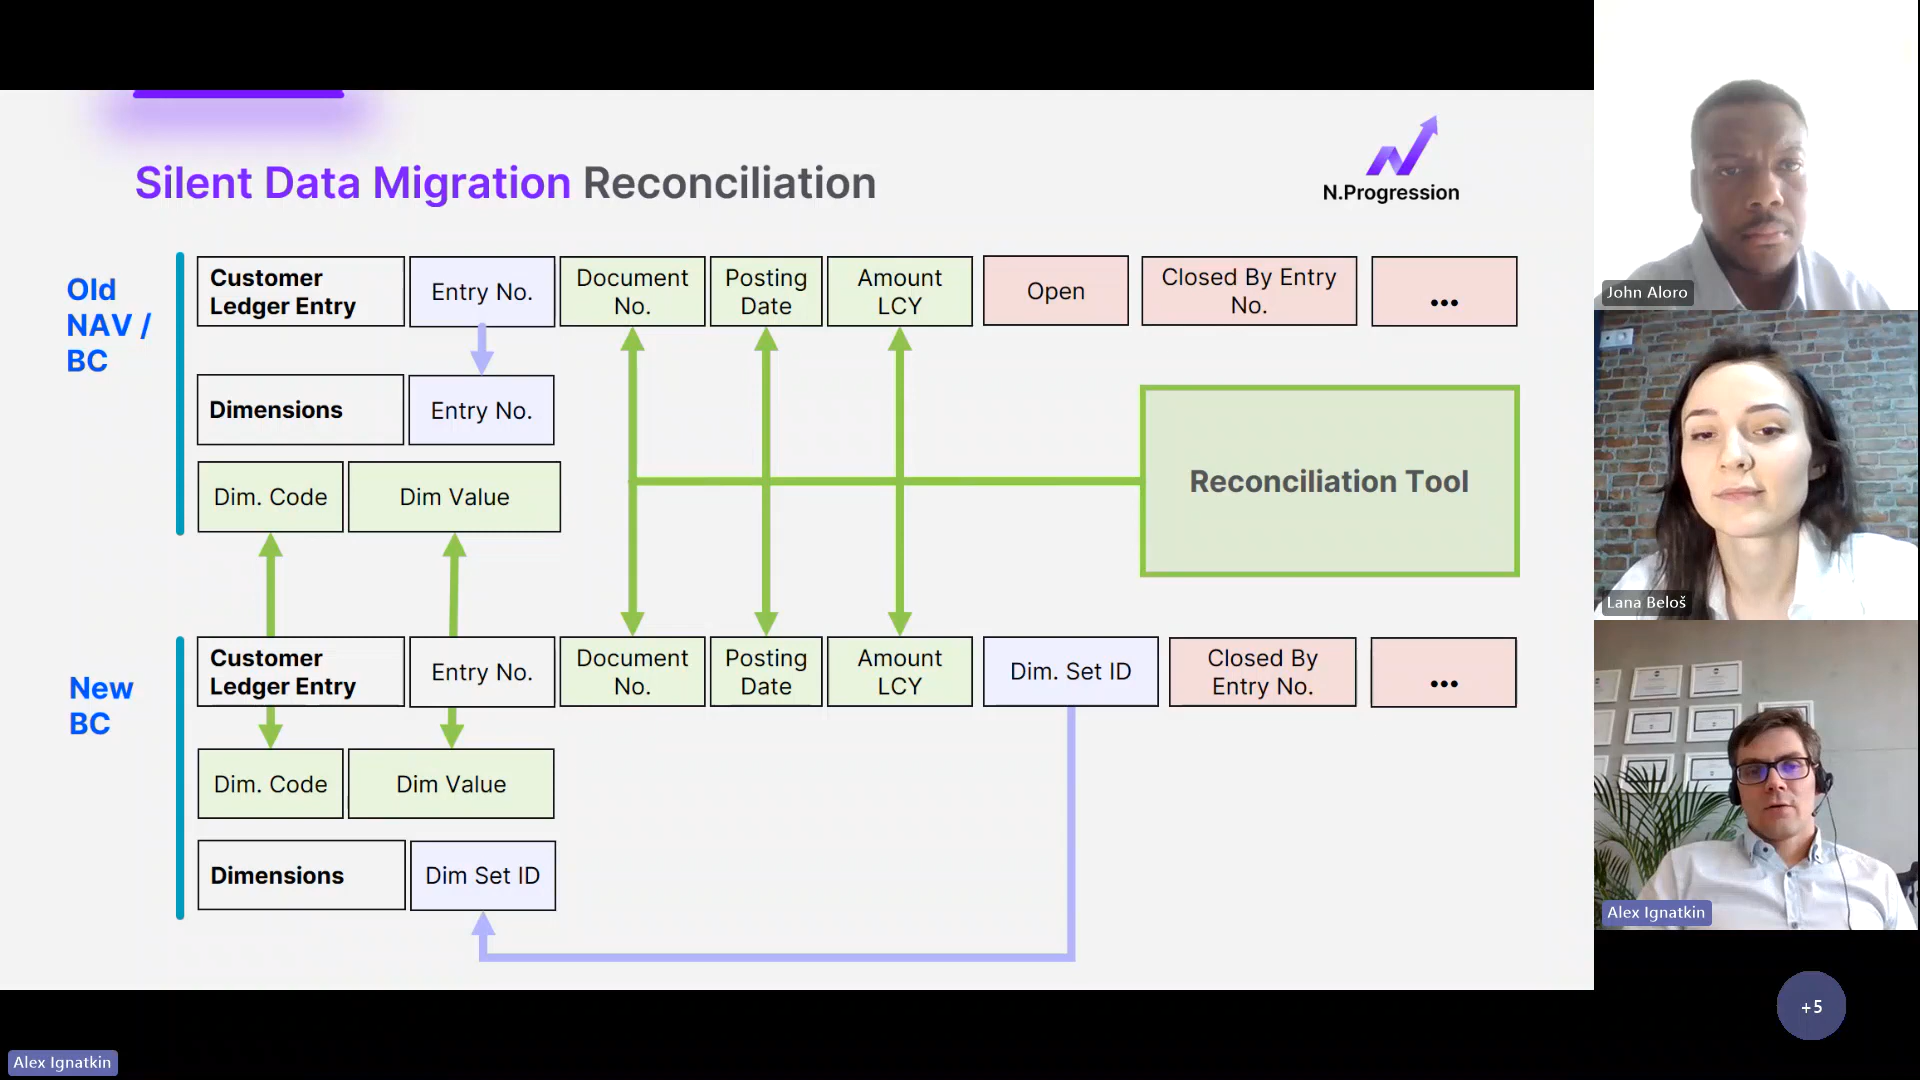 Silent Data Migration Reconciliation
N.Progression
Old
NAV /
BC
Customer
Ledger Entry
Entry No.
Document
No.
Posting
Date
Amount
LCY
Open
Closed By Entry
No.
...
Dimensions
Entry No.
Dim. Code
Dim Value
Reconciliation Tool
New
BC
Customer
Ledger Entry
Entry No.
Document
No.
Posting
Date
Amount
LCY
Dim. Set ID
Closed By
Entry No.
...
Dim. Code
Dim Value
Dimensions
Dim Set ID
John Aloro
Lana Beloš
Alex Ignatkin
+5
Alex Ignatkin